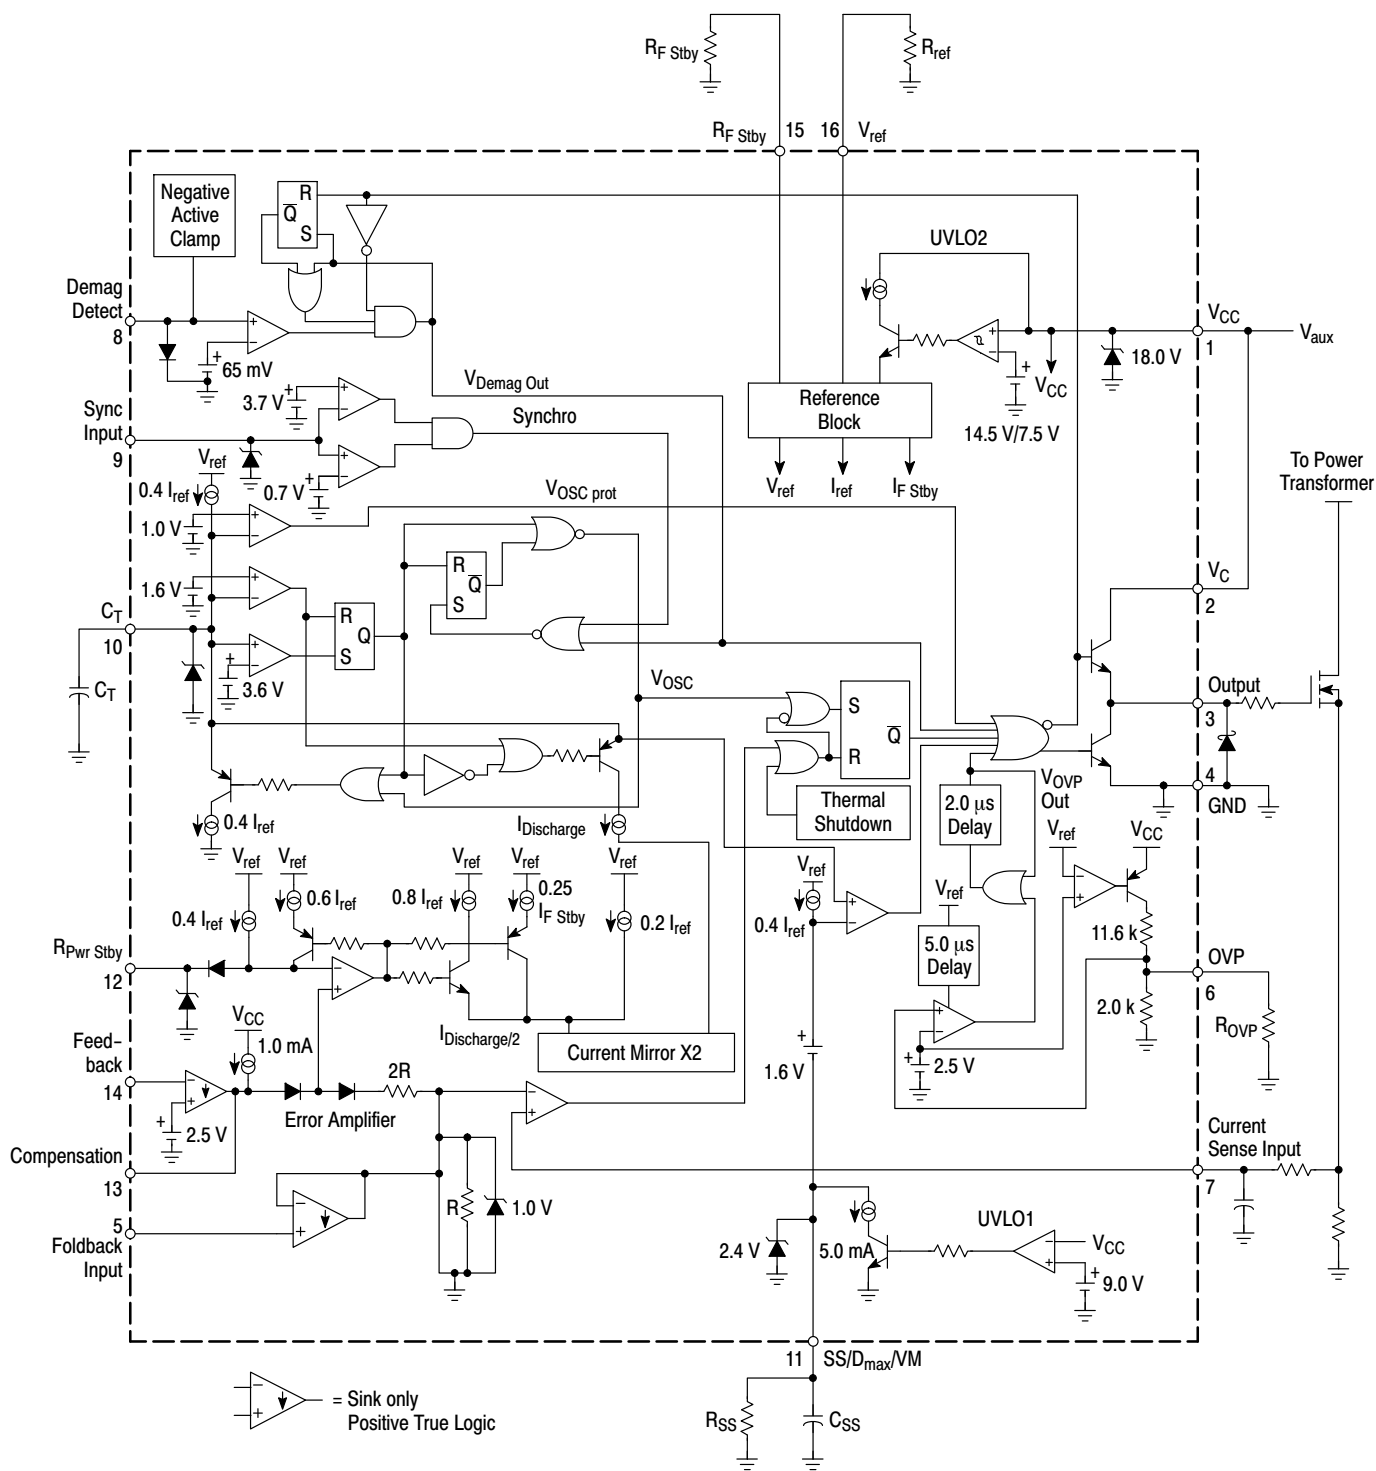 R_F Stby
R_ref
R_F Stby 15 16 V_ref
Negative
Active
Clamp
R
Q̅
S
UVLO2
Demag
Detect
8
65 mV
V_CC
1
V_aux
18.0 V
V_CC
14.5 V/7.5 V
Reference
Block
V_ref
I_ref
I_F Stby
V_Demag Out
3.7 V
Synchro
Sync
Input
9
0.7 V
V_ref
0.4 I_ref
To Power
Transformer
V_OSC prot
1.0 V
1.6 V
R
Q̅
S
V_C
2
C_T
10
R
Q
S
3.6 V
C_T
V_OSC
S
Q̅
R
Output
3
4
GND
Thermal
Shutdown
2.0 μs
Delay
V_OVP
Out
0.4 I_ref
I_Discharge
V_ref
V_CC
V_ref
V_ref
V_ref
V_ref
V_ref
0.4 I_ref
0.6 I_ref
0.8 I_ref
0.25
I_F Stby
0.2 I_ref
V_ref
0.4 I_ref
V_ref
5.0 μs
Delay
11.6 k
R_Pwr Stby
12
OVP
6
2.0 k
R_OVP
I_Discharge/2
Current Mirror X2
V_CC
1.0 mA
Feed-
back
14
2.5 V
Error Amplifier
2R
1.6 V
2.5 V
Compensation
13
Current
Sense Input
7
5
Foldback
Input
R
1.0 V
2.4 V
5.0 mA
UVLO1
V_CC
9.0 V
11 SS/D_max/VM
R_SS
C_SS
= Sink only
Positive True Logic
+
−